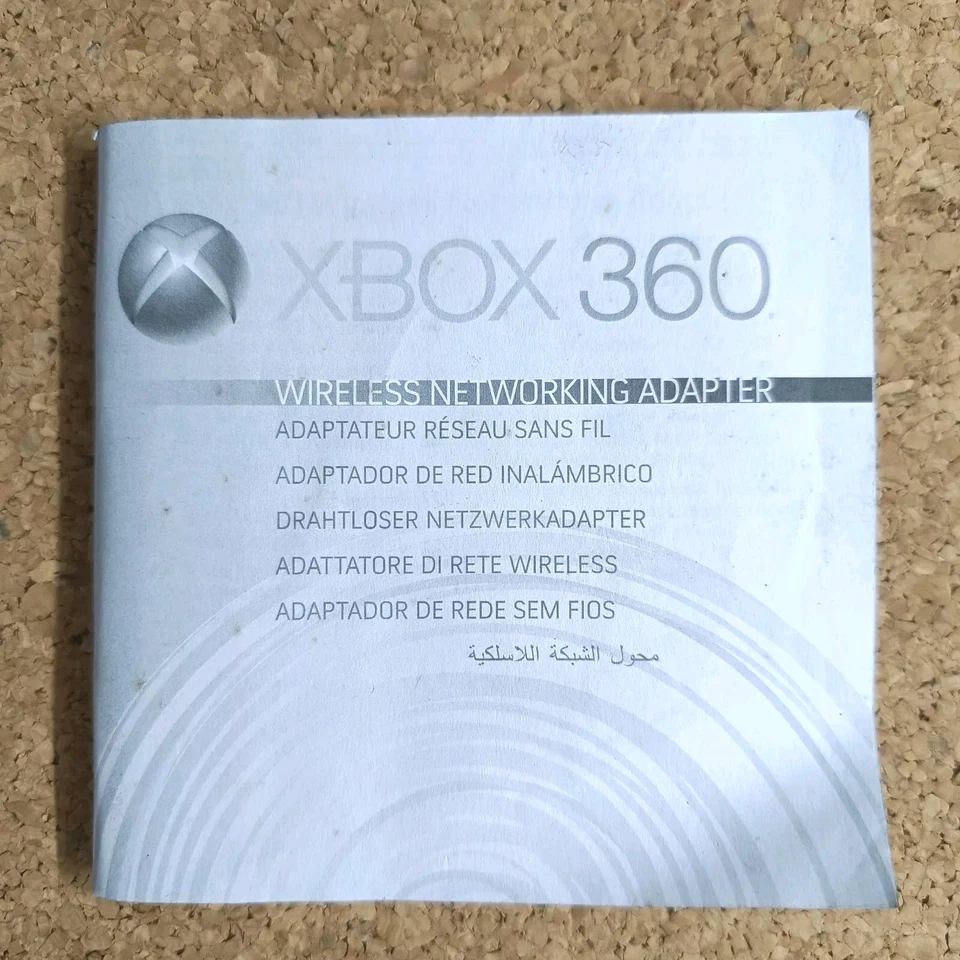 XBOX 360
WIRELESS NETWORKING ADAPTER
ADAPTATEUR RÉSEAU SANS FIL
ADAPTADOR DE RED INALÁMBRICO
DRAHTLOSER NETZWERKADAPTER
ADATTATORE DI RETE WIRELESS
ADAPTADOR DE REDE SEM FIOS
محول الشبكة اللاسلكية